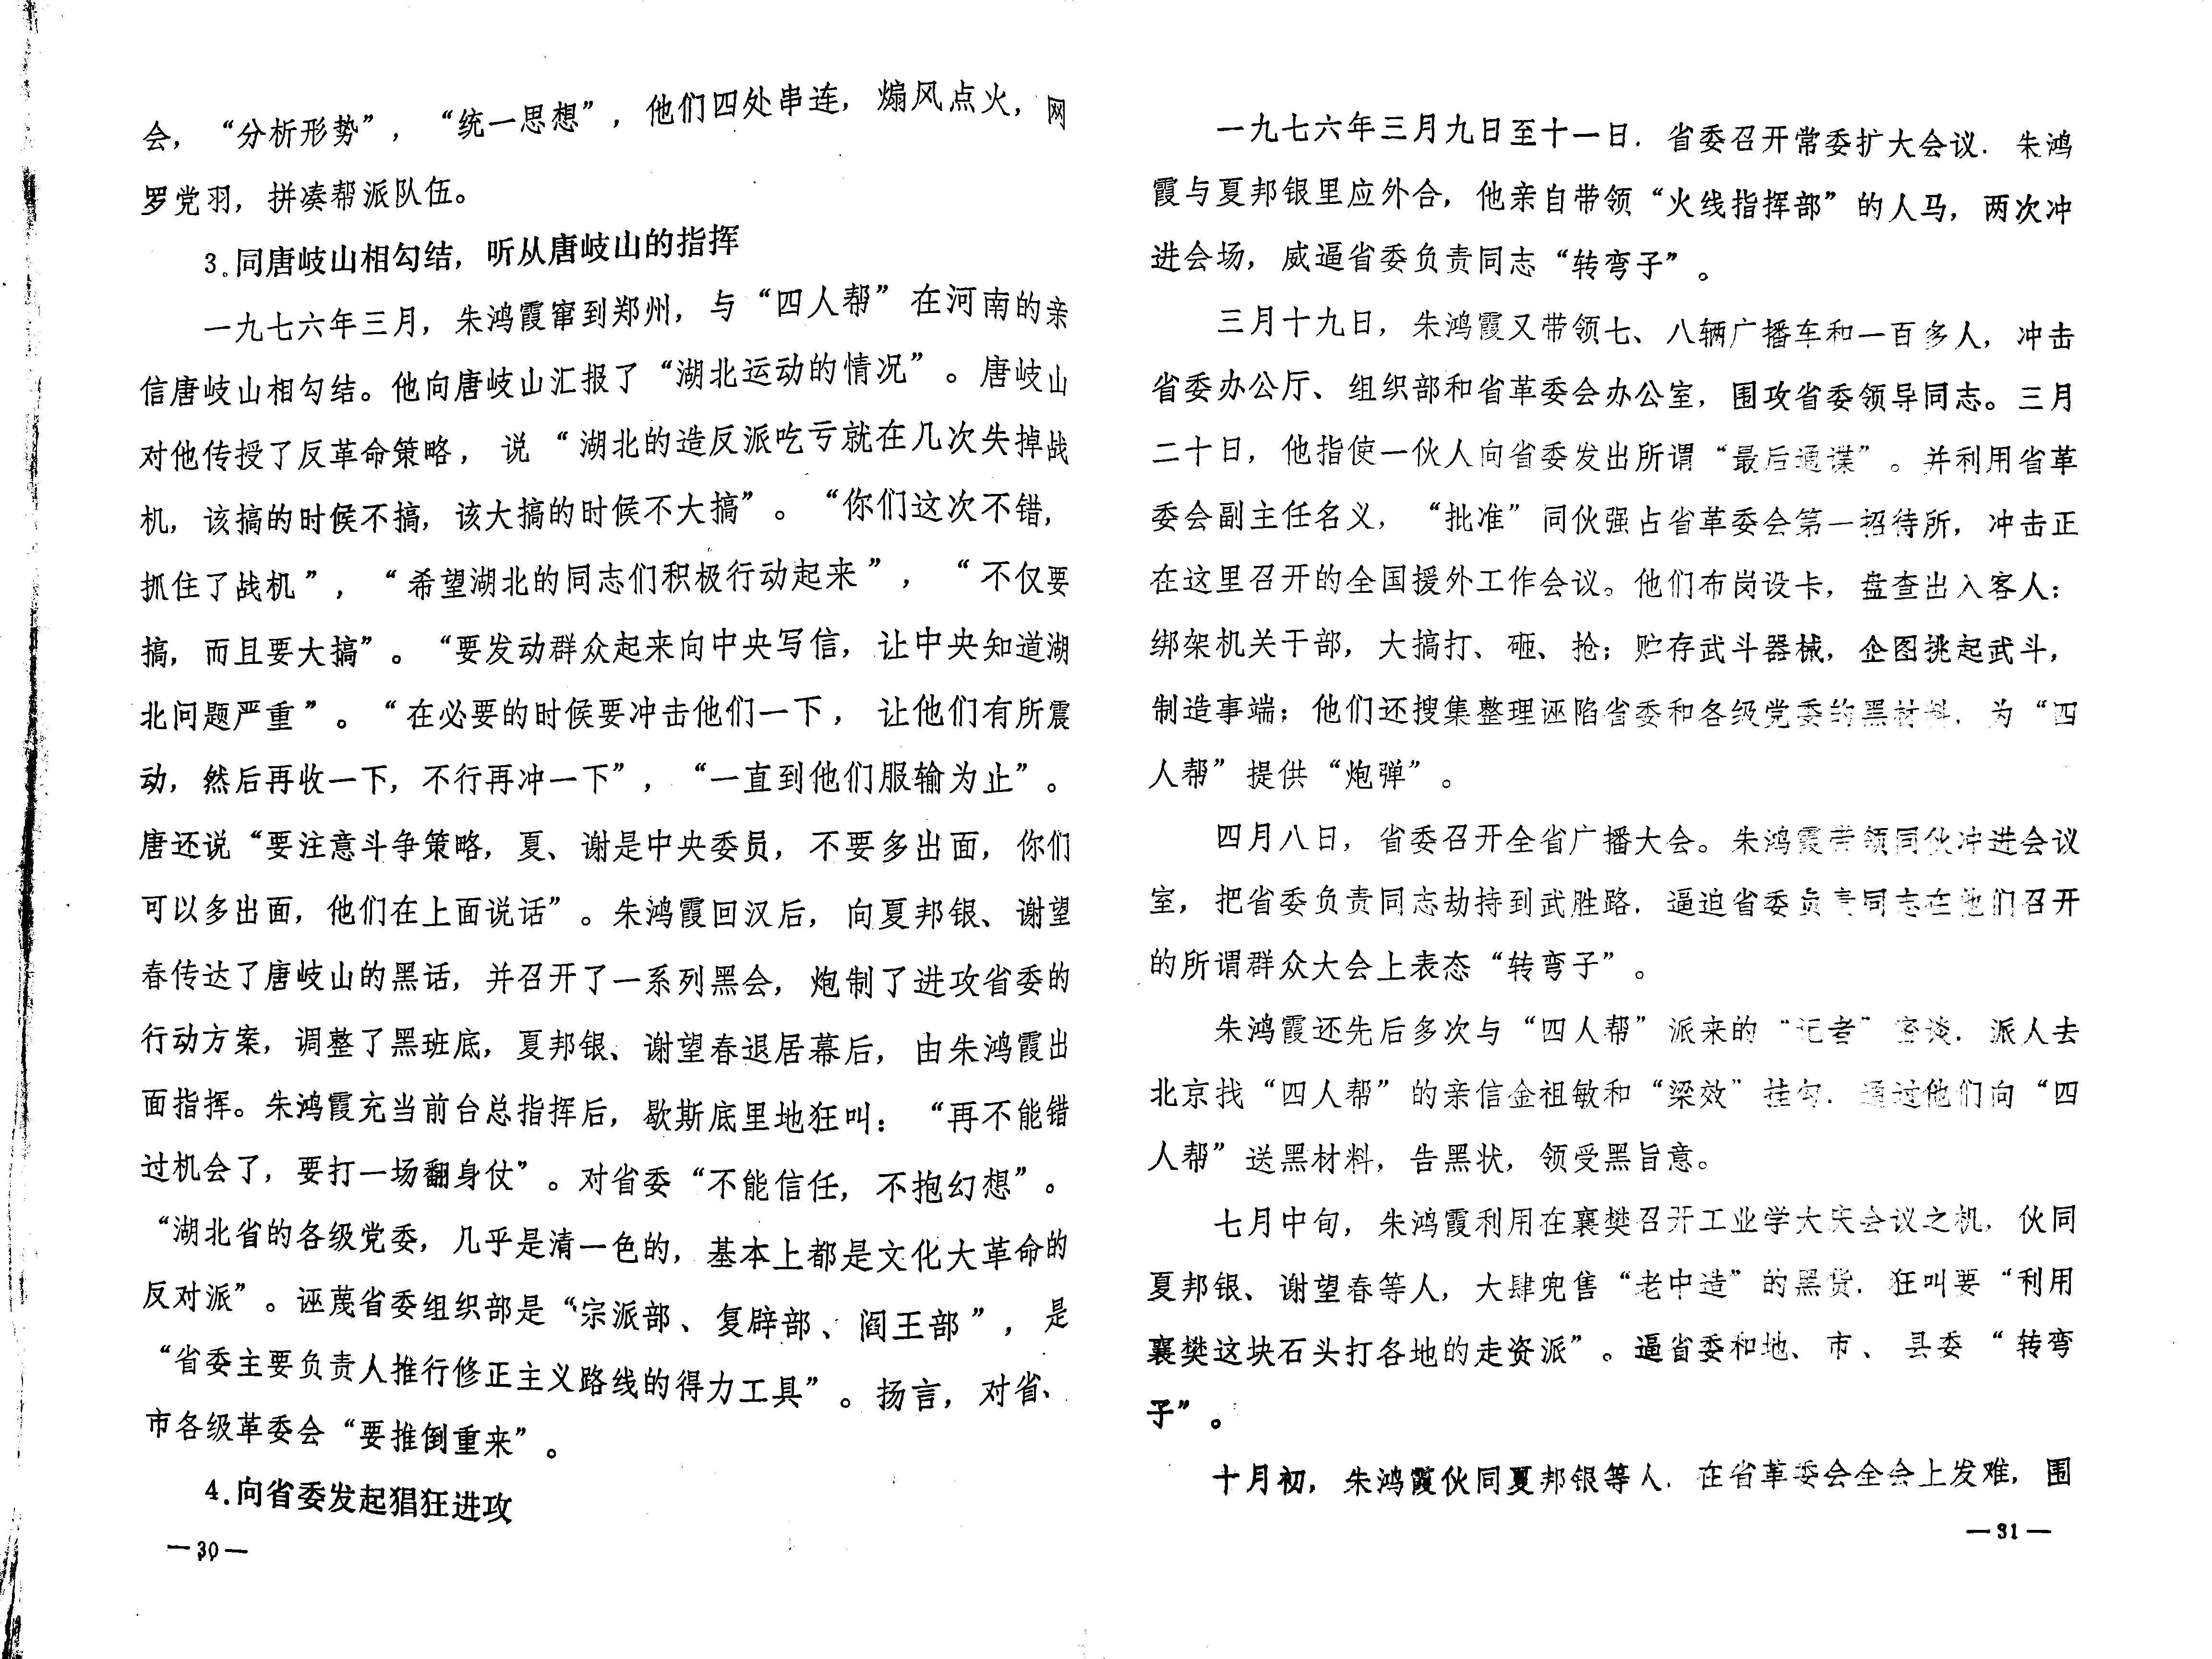 会，“分析形势”，“统一思想”，他们四处串连，煽风点火，网
罗党羽，拼凑帮派队伍。
3.同唐岐山相勾结，听从唐岐山的指挥
一九七六年三月，朱鸿霞窜到郑州，与“四人帮”在河南的亲
信唐岐山相勾结。他向唐岐山汇报了“湖北运动的情况”。唐岐山
对他传授了反革命策略，说“湖北的造反派吃亏就在几次失掉战
机，该搞的时候不搞，该大搞的时候不大搞”。“你们这次不错，
抓住了战机”，“希望湖北的同志们积极行动起来”，“不仅要
搞，而且要大搞”。“要发动群众起来向中央写信，让中央知道湖
北问题严重”。“在必要的时候要冲击他们一下，让他们有所震
动，然后再收一下，不行再冲一下”，“一直到他们服输为止”。
唐还说“要注意斗争策略，夏、谢是中央委员，不要多出面，你们
可以多出面，他们在上面说话”。朱鸿霞回汉后，向夏邦银、谢望
春传达了唐岐山的黑话，并召开了一系列黑会，炮制了进攻省委的
行动方案，调整了黑班底，夏邦银、谢望春退居幕后，由朱鸿霞出
面指挥。朱鸿霞充当前台总指挥后，歇斯底里地狂叫：“再不能错
过机会了，要打一场翻身仗”。对省委“不能信任，不抱幻想”。
“湖北省的各级党委，几乎是清一色的，基本上都是文化大革命的
反对派”。诬蔑省委组织部是“宗派部、复辟部、阎王部”，是
“省委主要负责人推行修正主义路线的得力工具”。扬言，对省、
市各级革委会“要推倒重来”。
4.向省委发起猖狂进攻
—30—
一九七六年三月九日至十一日，省委召开常委扩大会议，朱鸿
霞与夏邦银里应外合，他亲自带领“火线指挥部”的人马，两次冲
进会场，威逼省委负责同志“转弯子”。
三月十九日，朱鸿霞又带领七、八辆广播车和一百多人，冲击
省委办公厅、组织部和省革委会办公室，围攻省委领导同志。三月
二十日，他指使一伙人向省委发出所谓“最后通谍”。并利用省革
委会副主任名义，“批准”同伙强占省革委会第一招待所，冲击正
在这里召开的全国援外工作会议。他们布岗设卡，盘查出入客人；
绑架机关干部，大搞打、砸、抢；贮存武斗器械，企图挑起武斗，
制造事端；他们还搜集整理诬陷省委和各级党委的黑材料，为“四
人帮”提供“炮弹”。
四月八日，省委召开全省广播大会。朱鸿霞带领同伙冲进会议
室，把省委负责同志劫持到武胜路，逼迫省委负责同志在他们召开
的所谓群众大会上表态“转弯子”。
朱鸿霞还先后多次与“四人帮”派来的“记者”密谈，派人去
北京找“四人帮”的亲信金祖敏和“梁效”挂勾，通过他们向“四
人帮”送黑材料，告黑状，领受黑旨意。
七月中旬，朱鸿霞利用在襄樊召开工业学大庆会议之机，伙同
夏邦银、谢望春等人，大肆兜售“老中造”的黑货，狂叫要“利用
襄樊这块石头打各地的走资派”。逼省委和地、市、县委“转弯
子”。
十月初，朱鸿霞伙同夏邦银等人，在省革委会全会上发难，围
—31—